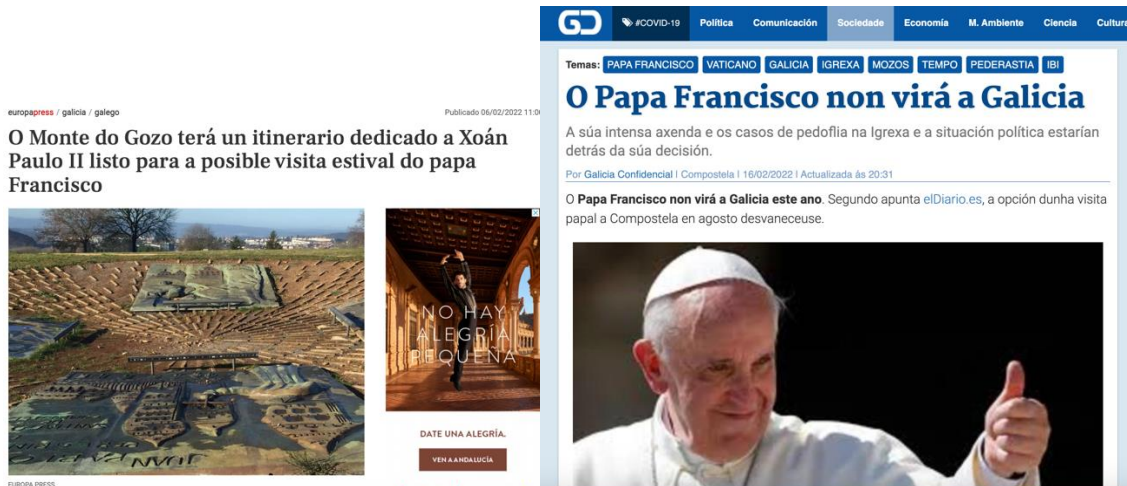 europapress / galicia / galego
Publicado 06/02/2022 11:00
O Monte do Gozo terá un itinerario dedicado a Xoán
Paulo II listo para a posible visita estival do papa
Francisco
NO HAY
ALEGRÍA
PEQUEÑA
DATE UNA ALEGRÍA.
VEN A ANDALUCÍA
EUROPA PRESS
#COVID-19 Política Comunicación Sociedade Economía M. Ambiente Ciencia Cultura
Temas: PAPA FRANCISCO VATICANO GALICIA IGREXA MOZOS TEMPO PEDERASTIA IBI
O Papa Francisco non virá a Galicia
A súa intensa axenda e os casos de pedoflia na Igrexa e a situación política estarían
detrás da súa decisión.
Por Galicia Confidencial | Compostela | 16/02/2022 | Actualizada ás 20:31
O Papa Francisco non virá a Galicia este ano. Segundo apunta elDiario.es, a opción dunha visita
papal a Compostela en agosto desvaneceuse.